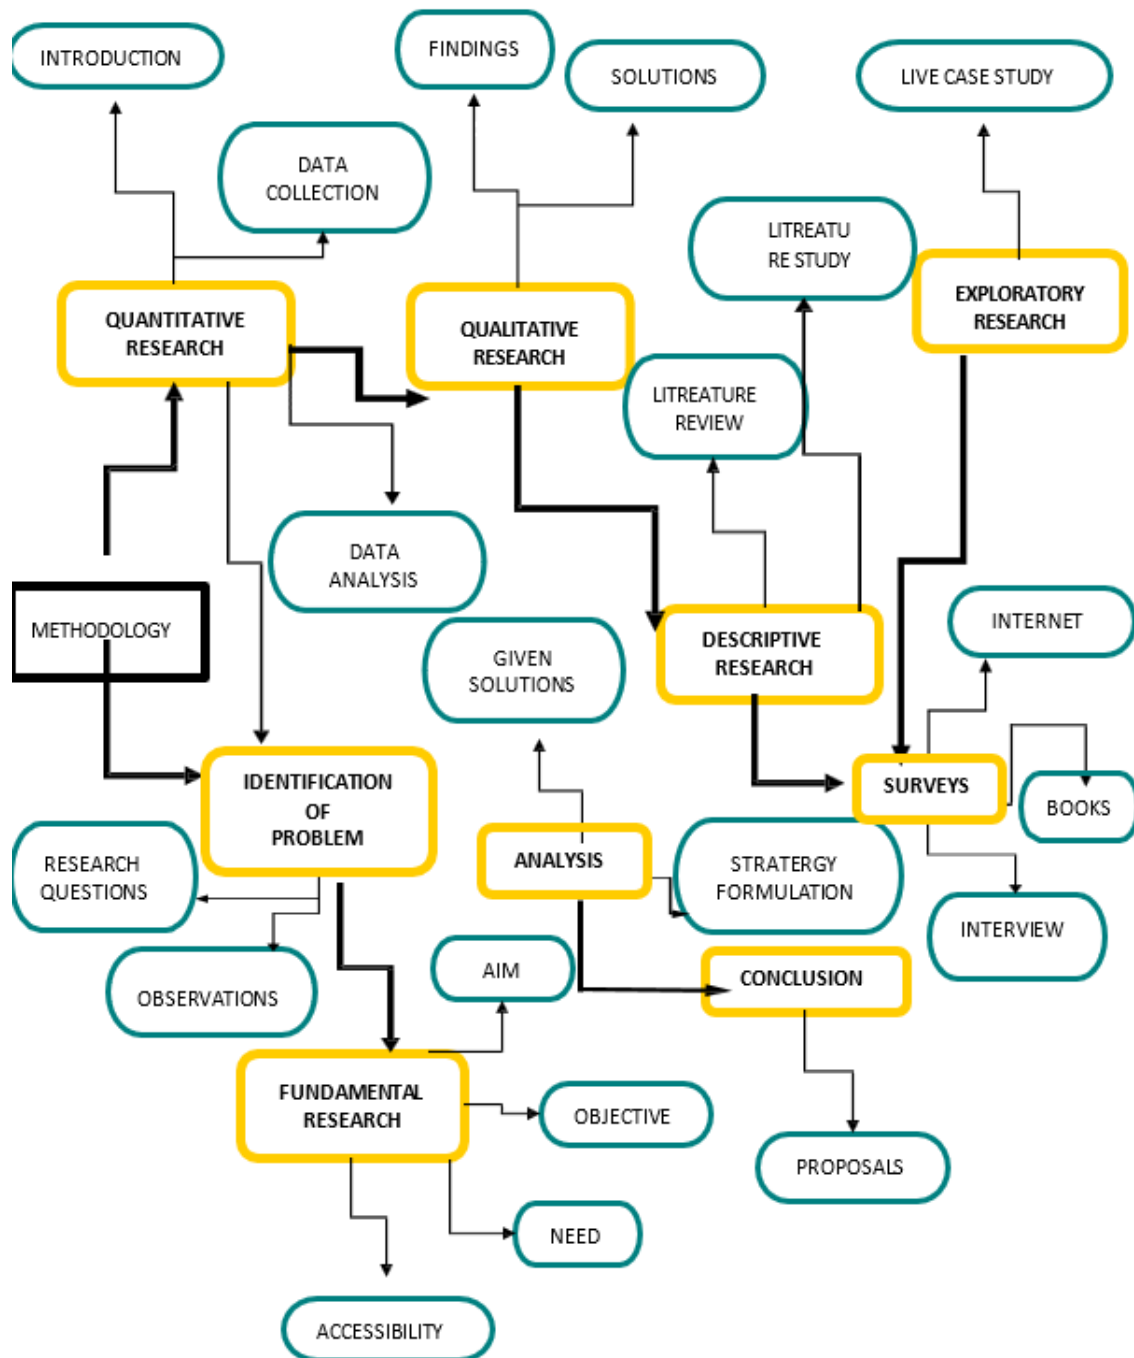 INTRODUCTION
FINDINGS
SOLUTIONS
LIVE CASE STUDY
DATA
COLLECTION
LITREATU
RE STUDY
QUANTITATIVE
RESEARCH
QUALITATIVE
RESEARCH
EXPLORATORY
RESEARCH
LITREATURE
REVIEW
DATA
ANALYSIS
METHODOLOGY
GIVEN
SOLUTIONS
DESCRIPTIVE
RESEARCH
INTERNET
IDENTIFICATION
OF
PROBLEM
SURVEYS
BOOKS
RESEARCH
QUESTIONS
ANALYSIS
STRATERGY
FORMULATION
INTERVIEW
OBSERVATIONS
AIM
CONCLUSION
FUNDAMENTAL
RESEARCH
OBJECTIVE
PROPOSALS
NEED
ACCESSIBILITY